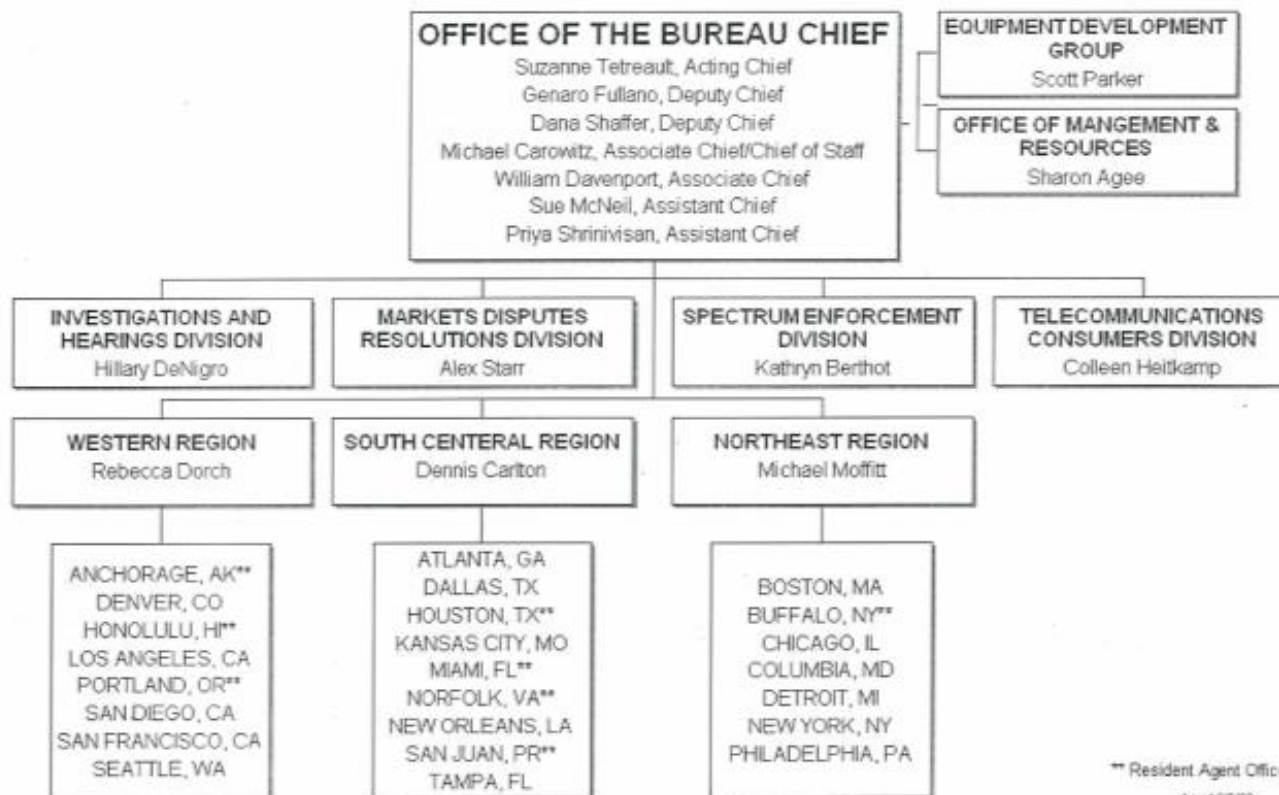 OFFICE OF THE BUREAU CHIEF
Suzanne Tetreault, Acting Chief
Genaro Fullano, Deputy Chief
Dana Shaffer, Deputy Chief
Michael Carowitz, Associate Chief/Chief of Staff
William Davenport, Associate Chief
Sue McNeil, Assistant Chief
Priya Shrinivisan, Assistant Chief
EQUIPMENT DEVELOPMENT
GROUP
Scott Parker
OFFICE OF MANGEMENT &
RESOURCES
Sharon Agee
INVESTIGATIONS AND
HEARINGS DIVISION
Hillary DeNigro
MARKETS DISPUTES
RESOLUTIONS DIVISION
Alex Starr
SPECTRUM ENFORCEMENT
DIVISION
Kathryn Berthot
TELECOMMUNICATIONS
CONSUMERS DIVISION
Colleen Heitkamp
WESTERN REGION
Rebecca Dorch
SOUTH CENTRAL REGION
Dennis Carlton
NORTHEAST REGION
Michael Moffitt
ANCHORAGE, AK**
DENVER, CO
HONOLULU, HI**
LOS ANGELES, CA
PORTLAND, OR**
SAN DIEGO, CA
SAN FRANCISCO, CA
SEATTLE, WA
ATLANTA, GA
DALLAS, TX
HOUSTON, TX**
KANSAS CITY, MO
MIAMI, FL**
NORFOLK, VA**
NEW ORLEANS, LA
SAN JUAN, PR**
TAMPA, FL
BOSTON, MA
BUFFALO, NY**
CHICAGO, IL
COLUMBIA, MD
DETROIT, MI
NEW YORK, NY
PHILADELPHIA, PA
** Resident Agent Office